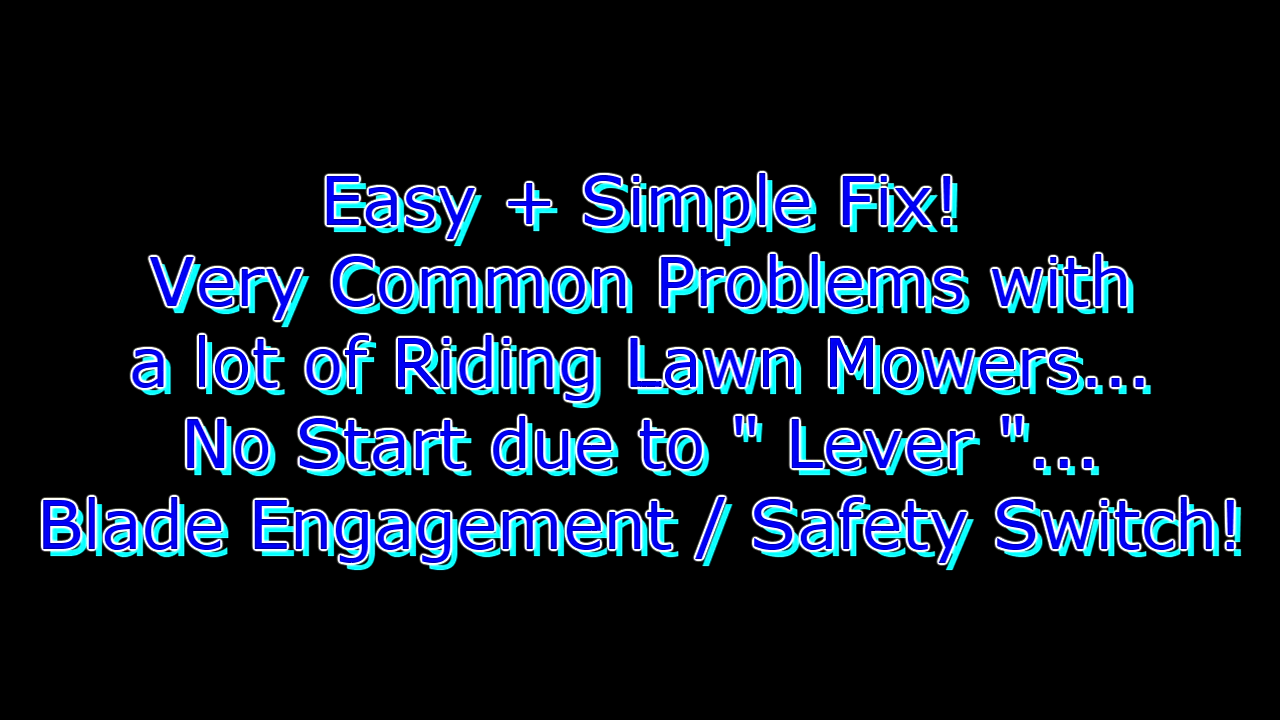 Easy + Simple Fix!
Very Common Problems with
a lot of Riding Lawn Mowers...
No Start due to " Lever "...
Blade Engagement / Safety Switch!